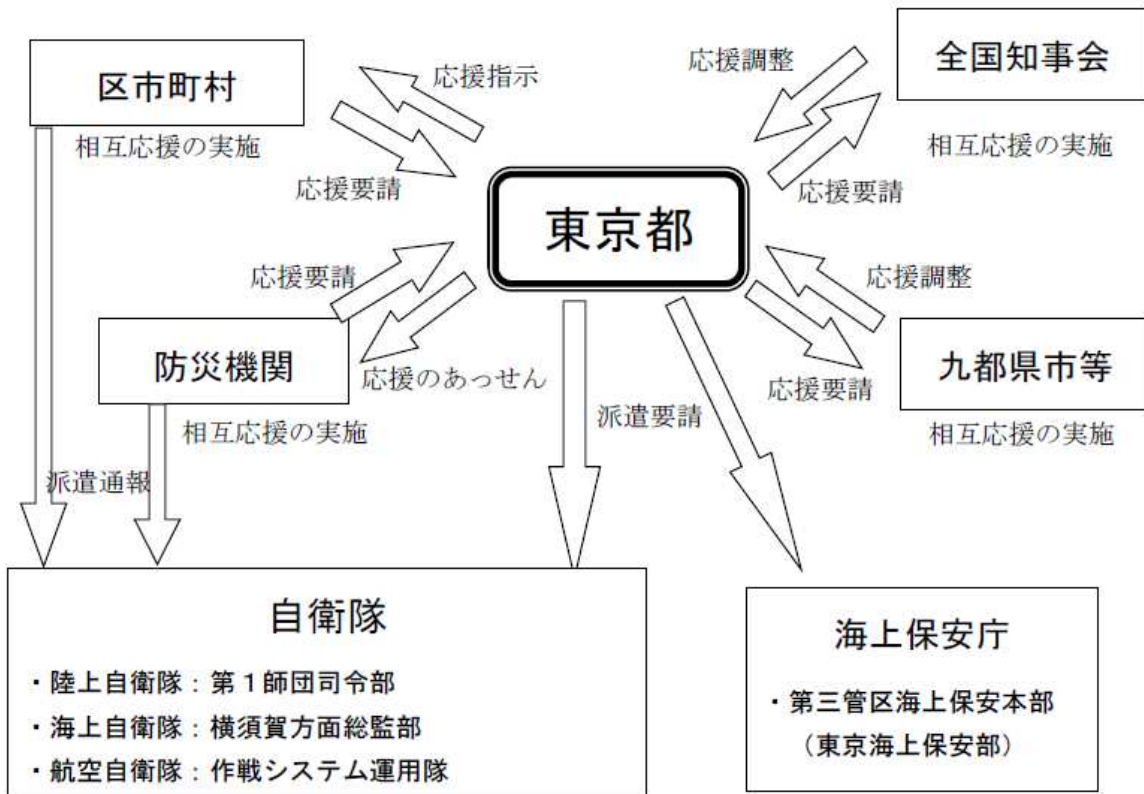 区市町村
応援指示
応援調整
全国知事会
相互応援の実施
応援要請
東京都
応援要請
相互応援の実施
応援要請
防災機関
応援のあっせん
相互応援の実施
応援調整
九都県市等
応援要請
相互応援の実施
派遣要請
派遣通報
自衛隊
・陸上自衛隊：第１師団司令部
・海上自衛隊：横須賀方面総監部
・航空自衛隊：作戦システム運用隊
海上保安庁
・第三管区海上保安本部
（東京海上保安部）